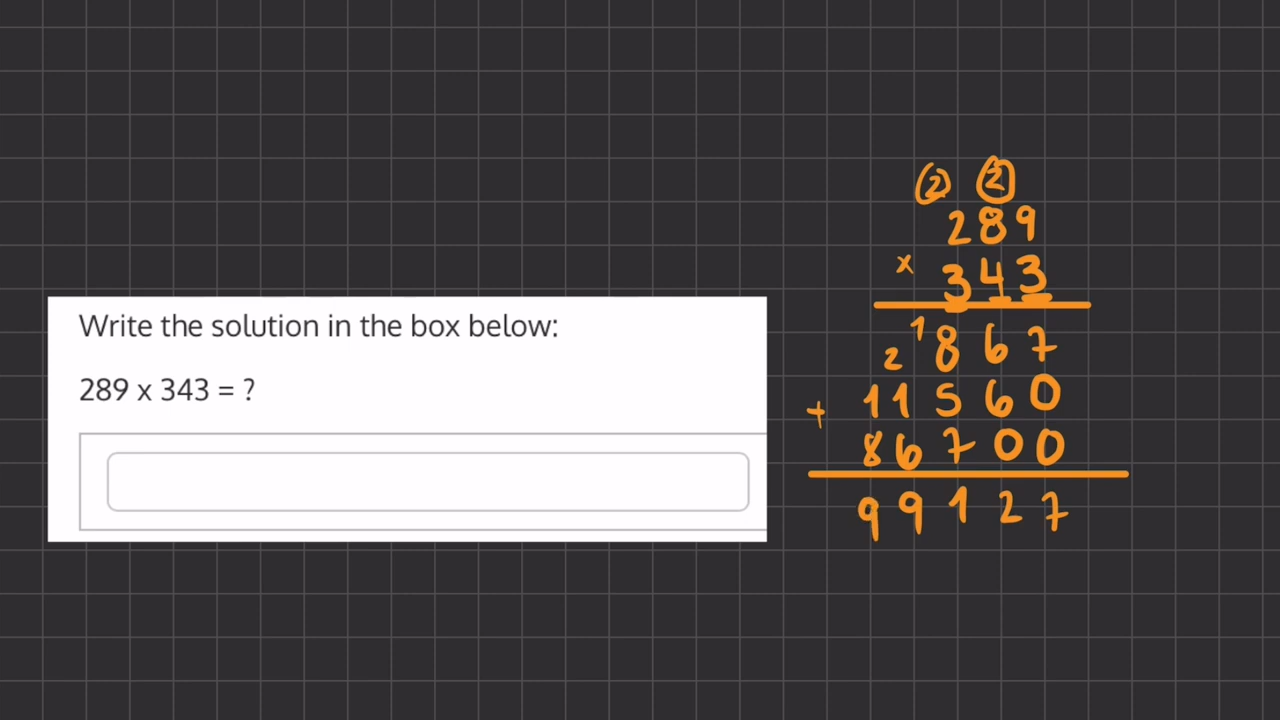 Write the solution in the box below:
289 x 343 = ?
2 2
289
x 343
1
2 867
+ 11560
86700
99127